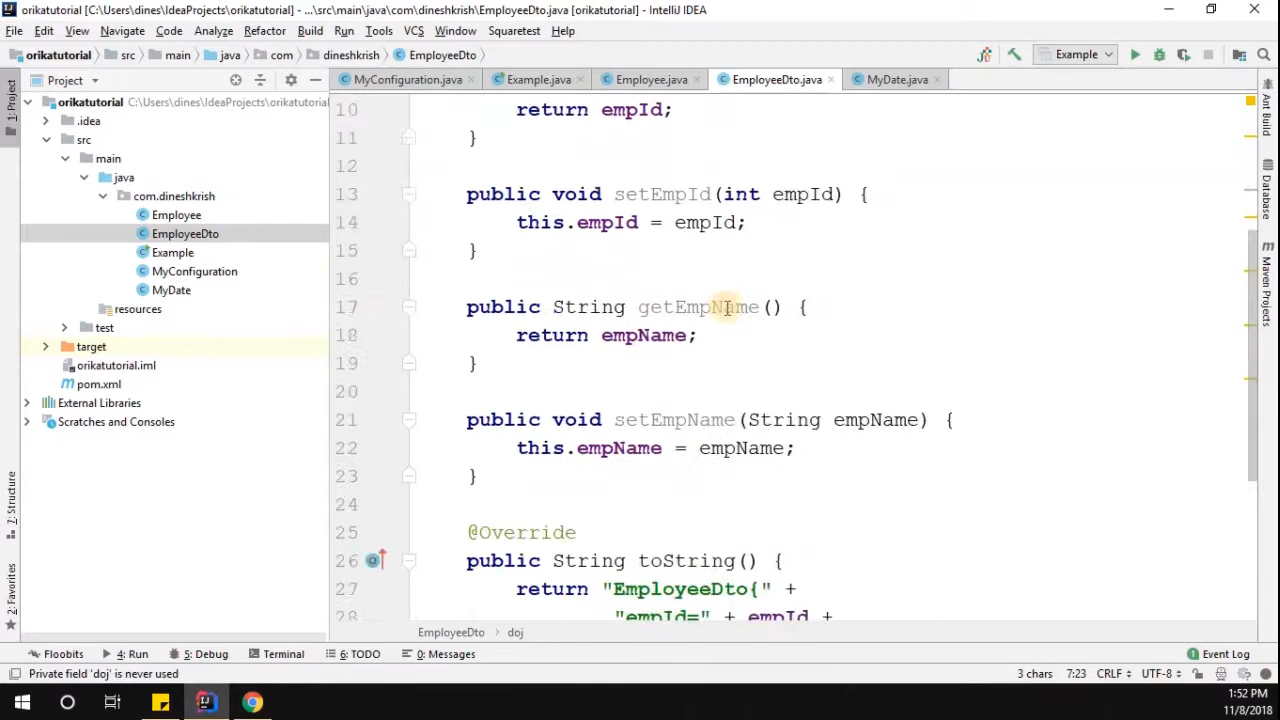 orikatutorial [C:\Users\dines\IdeaProjects\orikatutorial] - ...\src\main\java\com\dineshkrish\EmployeeDto.java [orikatutorial] - IntelliJ IDEA
File Edit View Navigate Code Analyze Refactor Build Run Tools VCS Window Squaretest Help
orikatutorial src main java com dineshkrish EmployeeDto Example
Project
MyConfiguration.java Example.java Employee.java EmployeeDto.java MyDate.java
orikatutorial C:\Users\dines\IdeaProjects\orikatutorial
.idea
src
main
java
com.dineshkrish
Employee
EmployeeDto
Example
MyConfiguration
MyDate
resources
test
target
orikatutorial.iml
pom.xml
External Libraries
Scratches and Consoles
1: Project
7: Structure
2: Favorites
10 return empId;
11 }
12
13 public void setEmpId(int empId) {
14 this.empId = empId;
15 }
16
17 public String getEmpName() {
18 return empName;
19 }
20
21 public void setEmpName(String empName) {
22 this.empName = empName;
23 }
24
25 @Override
26 public String toString() {
27 return "EmployeeDto{" +
28 "empId=" + empId +
EmployeeDto doj
Ant Build
Database
Maven Projects
Floobits 4: Run 5: Debug Terminal 6: TODO 0: Messages Event Log
Private field 'doj' is never used 3 chars 7:23 CRLF UTF-8
1:52 PM
11/8/2018